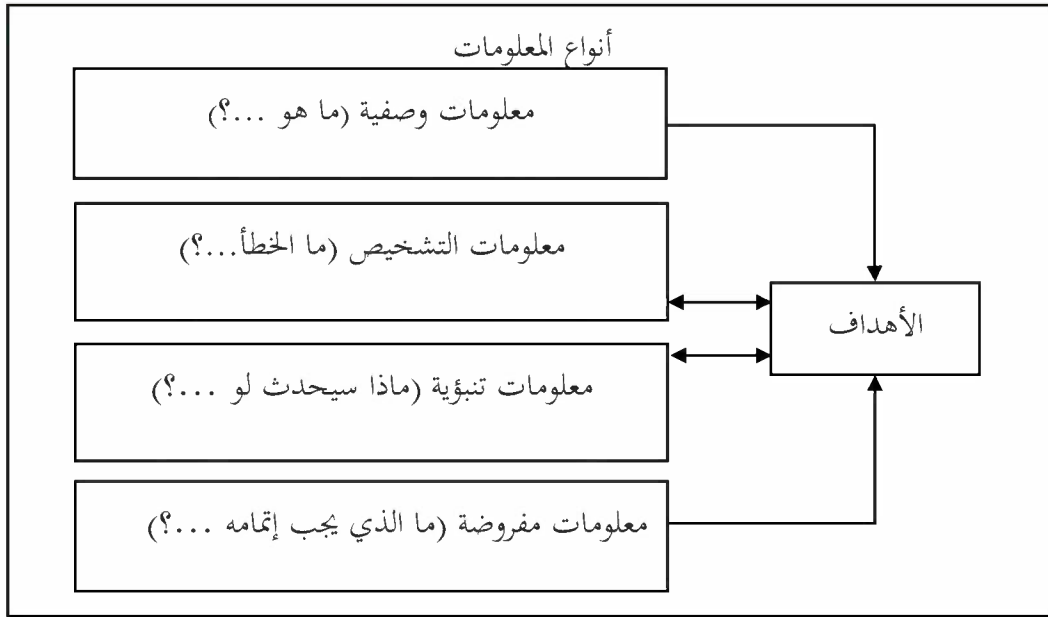 أنواع المعلومات
معلومات وصفية (ما هو ...؟)
معلومات التشخيص (ما الخطأ...؟)
الأهداف
معلومات تنبؤية (ماذا سيحدث لو ...؟)
معلومات مفروضة (ما الذي يجب إتمامه ...؟)